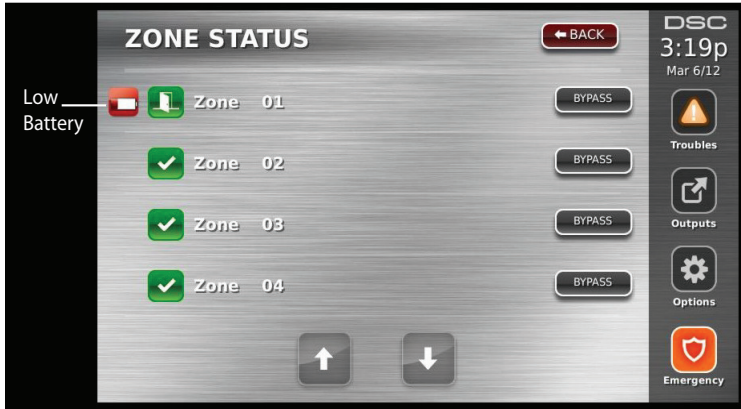 ZONE STATUS
BACK
DSC
3:19p
Mar 6/12
Low
Battery
Zone 01
BYPASS
Zone 02
BYPASS
Zone 03
BYPASS
Zone 04
BYPASS
Troubles
Outputs
Options
Emergency